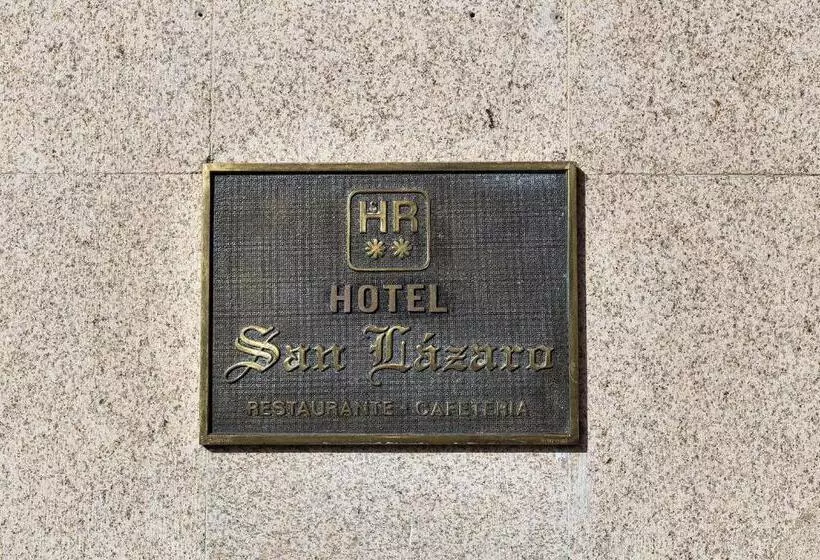 HR
**
HOTEL
San Lázaro
RESTAURANTE - CAFETERIA